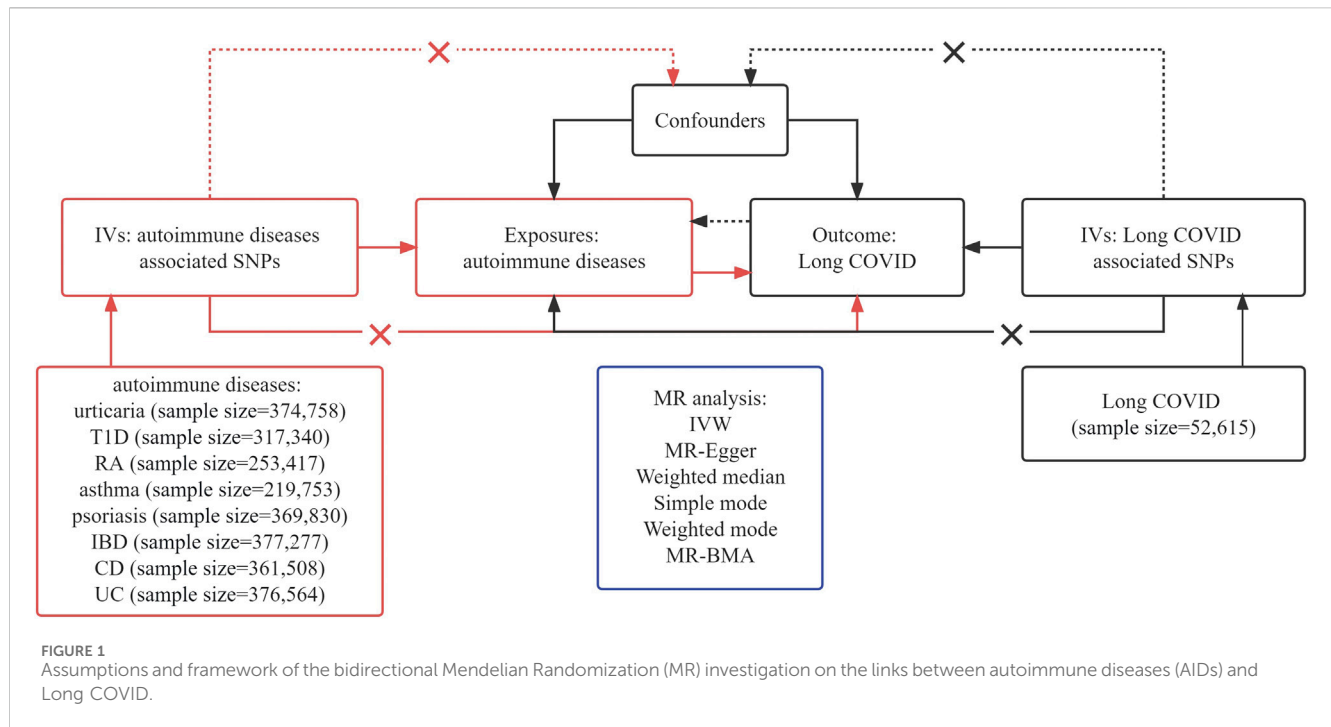 Confounders
IVs: autoimmune diseases
associated SNPs
Exposures:
autoimmune diseases
Outcome:
Long COVID
IVs: Long COVID
associated SNPs
autoimmune diseases:
urticaria (sample size=374,758)
T1D (sample size=317,340)
RA (sample size=253,417)
asthma (sample size=219,753)
psoriasis (sample size=369,830)
IBD (sample size=377,277)
CD (sample size=361,508)
UC (sample size=376,564)
MR analysis:
IVW
MR-Egger
Weighted median
Simple mode
Weighted mode
MR-BMA
Long COVID
(sample size=52,615)
FIGURE 1
Assumptions and framework of the bidirectional Mendelian Randomization (MR) investigation on the links between autoimmune diseases (AIDs) and
Long COVID.